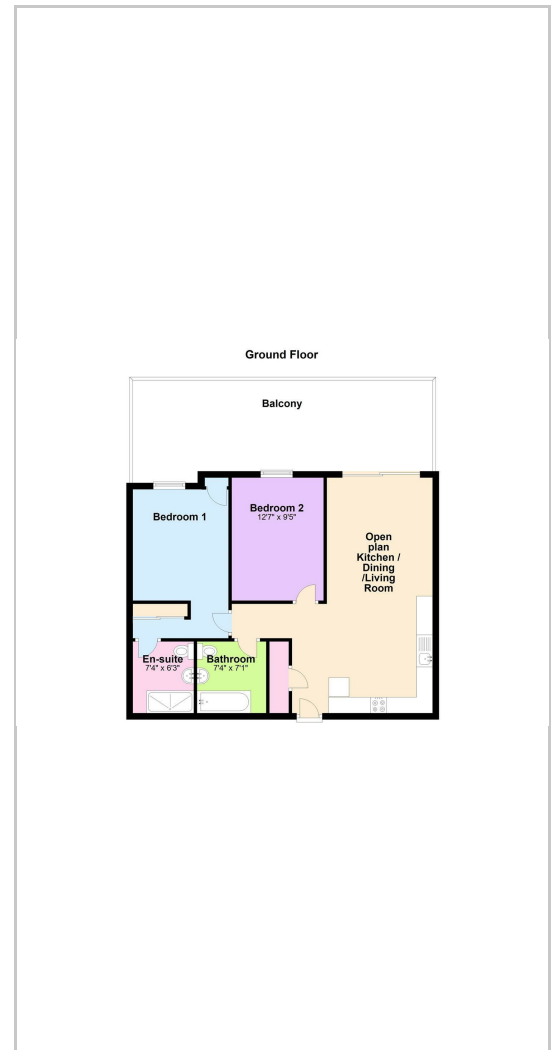 Ground Floor
Balcony
Bedroom 1
Bedroom 2
12'7" x 9'5"
Open
plan
Kitchen /
Dining
/Living
Room
En-suite
7'4" x 6'3"
Bathroom
7'4" x 7'1"